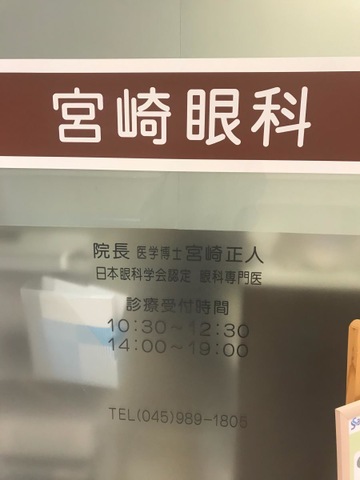 宮崎眼科
院長 医学博士 宮崎正人
日本眼科学会認定 眼科専門医
診療受付時間
10:30～12:30
14:00～19:00
TEL(045)989-1805